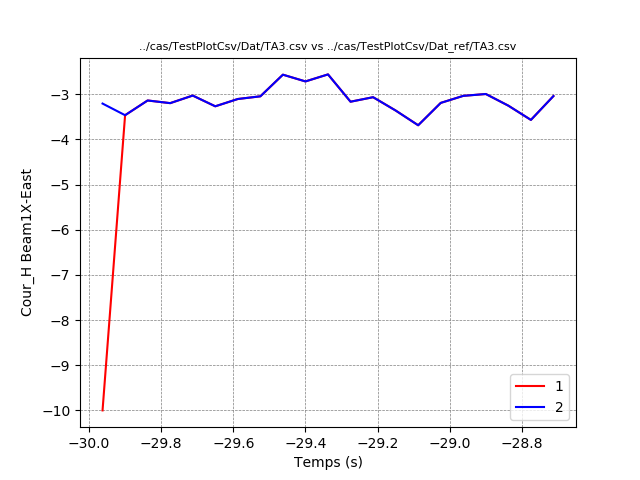 ../cas/TestPlotCsv/Dat/TA3.csv vs ../cas/TestPlotCsv/Dat_ref/TA3.csv
−3
−4
−5
−6
−7
−8
−9
−10
Cour_H Beam1X-East
1
2
−30.0 −29.8 −29.6 −29.4 −29.2 −29.0 −28.8
Temps (s)